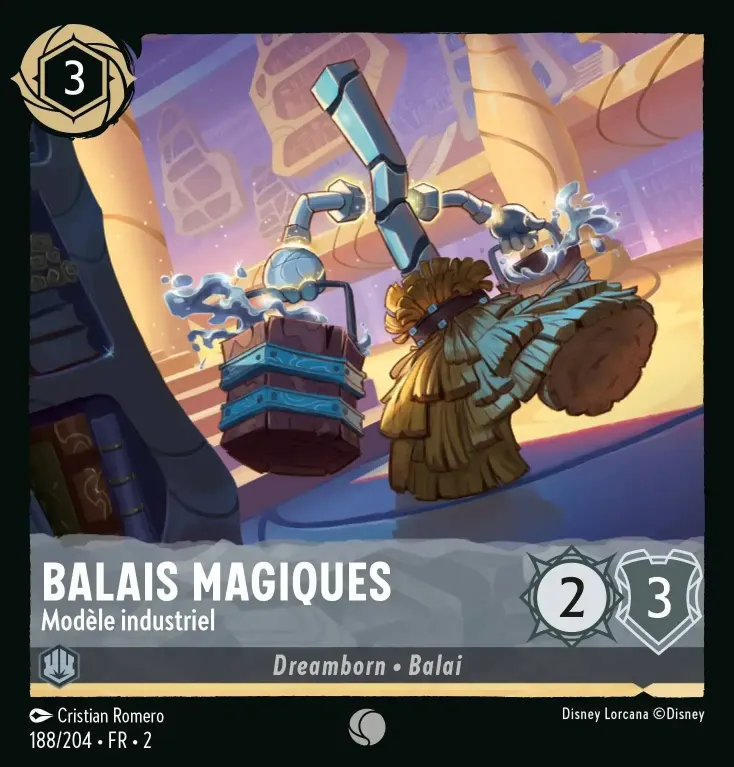 3
BALAIS MAGIQUES
Modèle industriel
2
3
Dreamborn • Balai
Cristian Romero
Disney Lorcana ©Disney
188/204 • FR • 2